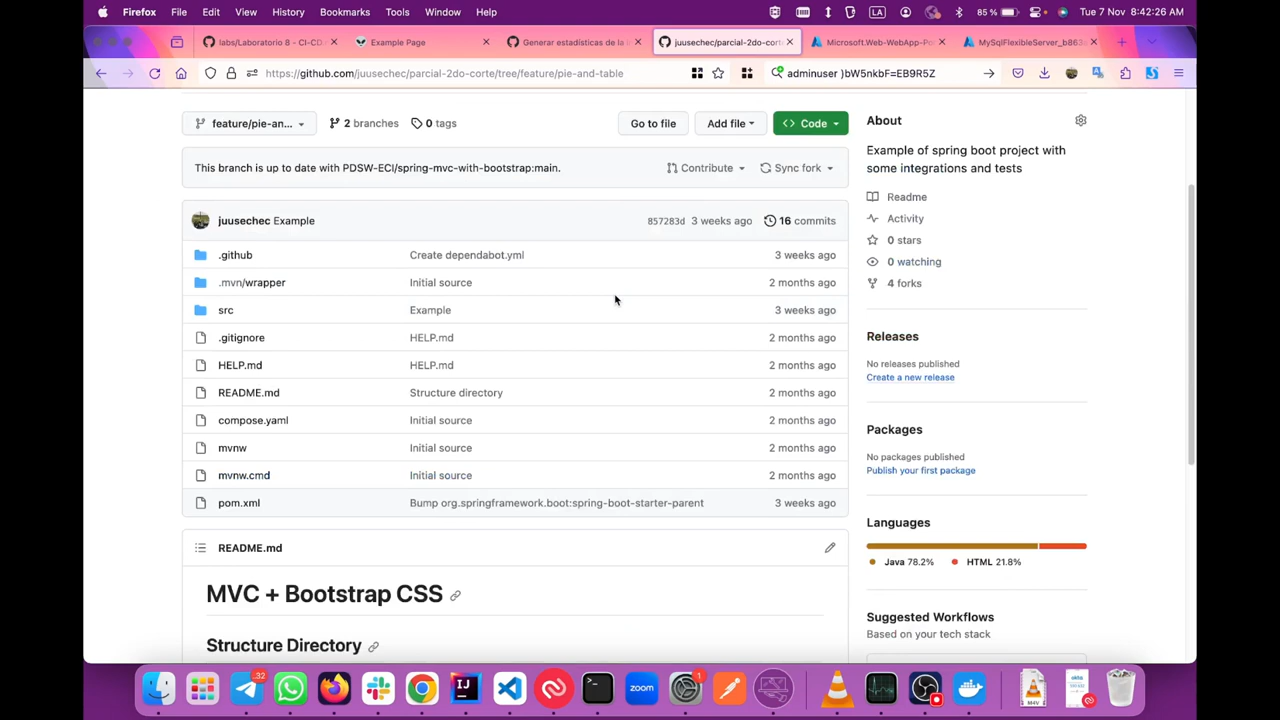 Firefox File Edit View History Bookmarks Tools Window Help LA 85 % Tue 7 Nov 8:42:26 AM
labs/Laboratorio 8 - CI-CD Example Page Generar estadísticas de la juusechec/parcial-2do-cort Microsoft.Web-WebApp-Po MySqlFlexibleServer_b863
https://github.com/juusechec/parcial-2do-corte/tree/feature/pie-and-table adminuser )bW5nkbF=EB9R5Z
feature/pie-an... 2 branches 0 tags Go to file Add file <> Code
This branch is up to date with PDSW-ECI/spring-mvc-with-bootstrap:main. Contribute Sync fork
juusechec Example 857283d 3 weeks ago 16 commits
.github Create dependabot.yml 3 weeks ago
.mvn/wrapper Initial source 2 months ago
src Example 3 weeks ago
.gitignore HELP.md 2 months ago
HELP.md HELP.md 2 months ago
README.md Structure directory 2 months ago
compose.yaml Initial source 2 months ago
mvnw Initial source 2 months ago
mvnw.cmd Initial source 2 months ago
pom.xml Bump org.springframework.boot:spring-boot-starter-parent 3 weeks ago
README.md
MVC + Bootstrap CSS
Structure Directory
About
Example of spring boot project with
some integrations and tests
Readme
Activity
0 stars
0 watching
4 forks
Releases
No releases published
Create a new release
Packages
No packages published
Publish your first package
Languages
Java 78.2% HTML 21.8%
Suggested Workflows
Based on your tech stack
32 IJ zoom 1 M4V okta